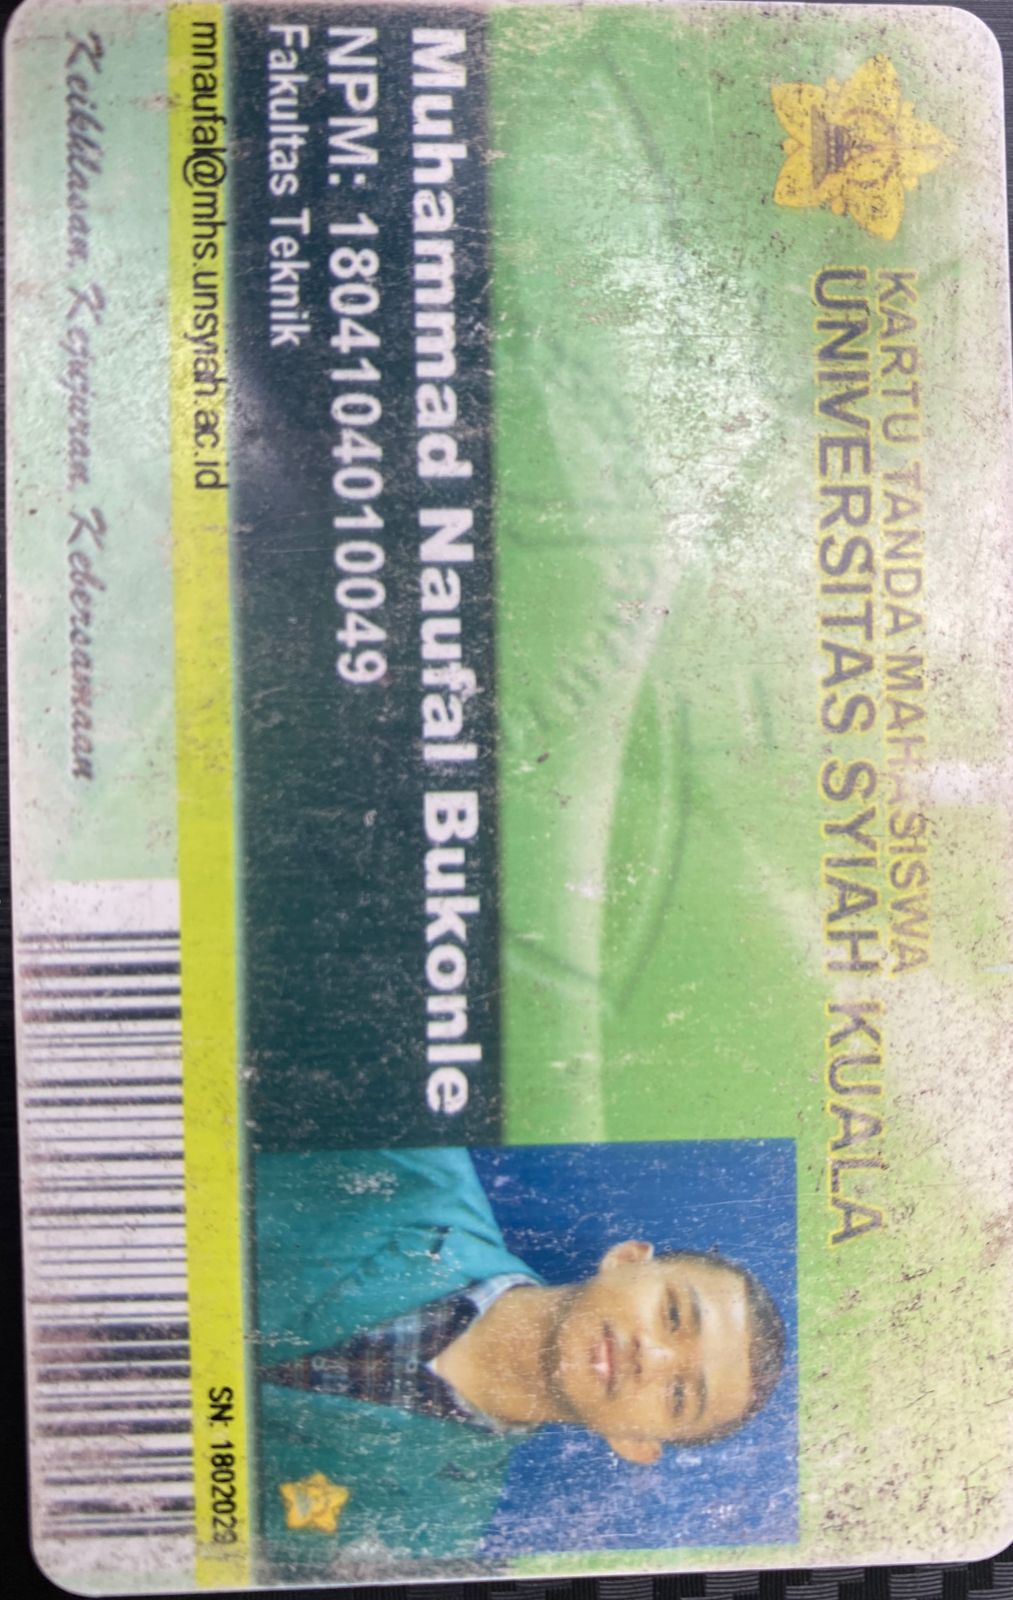 KARTU TANDA MAHASISWA
UNIVERSITAS SYIAH KUALA
Muhammad Naufal Bukonle
NPM: 1804104010049
Fakultas Teknik
mnaufal@mhs.unsyiah.ac.id
SN: 1802023
Keikhlasan, Kejujuran, Kebersamaan